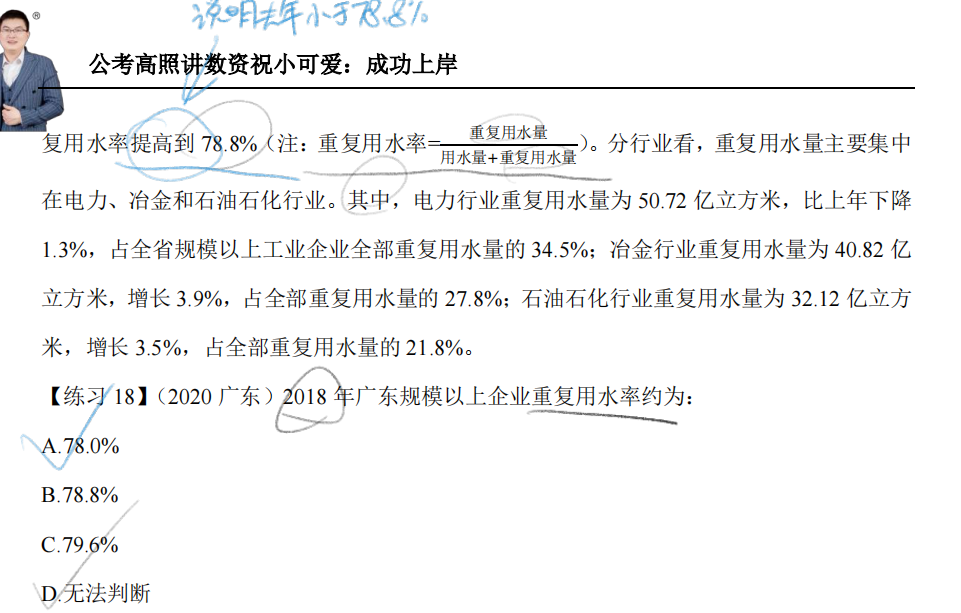 说明去年小于78.8%
®
公考高照讲数资祝小可爱：成功上岸
复用水率提高到 78.8%（注：重复用水率=重复用水量/用水量+重复用水量）。分行业看，重复用水量主要集中
在电力、冶金和石油石化行业。其中，电力行业重复用水量为 50.72 亿立方米，比上年下降
1.3%，占全省规模以上工业企业全部重复用水量的 34.5%；冶金行业重复用水量为 40.82 亿
立方米，增长 3.9%，占全部重复用水量的 27.8%；石油石化行业重复用水量为 32.12 亿立方
米，增长 3.5%，占全部重复用水量的 21.8%。
【练习 18】（2020 广东）2018 年广东规模以上企业重复用水率约为：
A.78.0%
B.78.8%
C.79.6%
D.无法判断